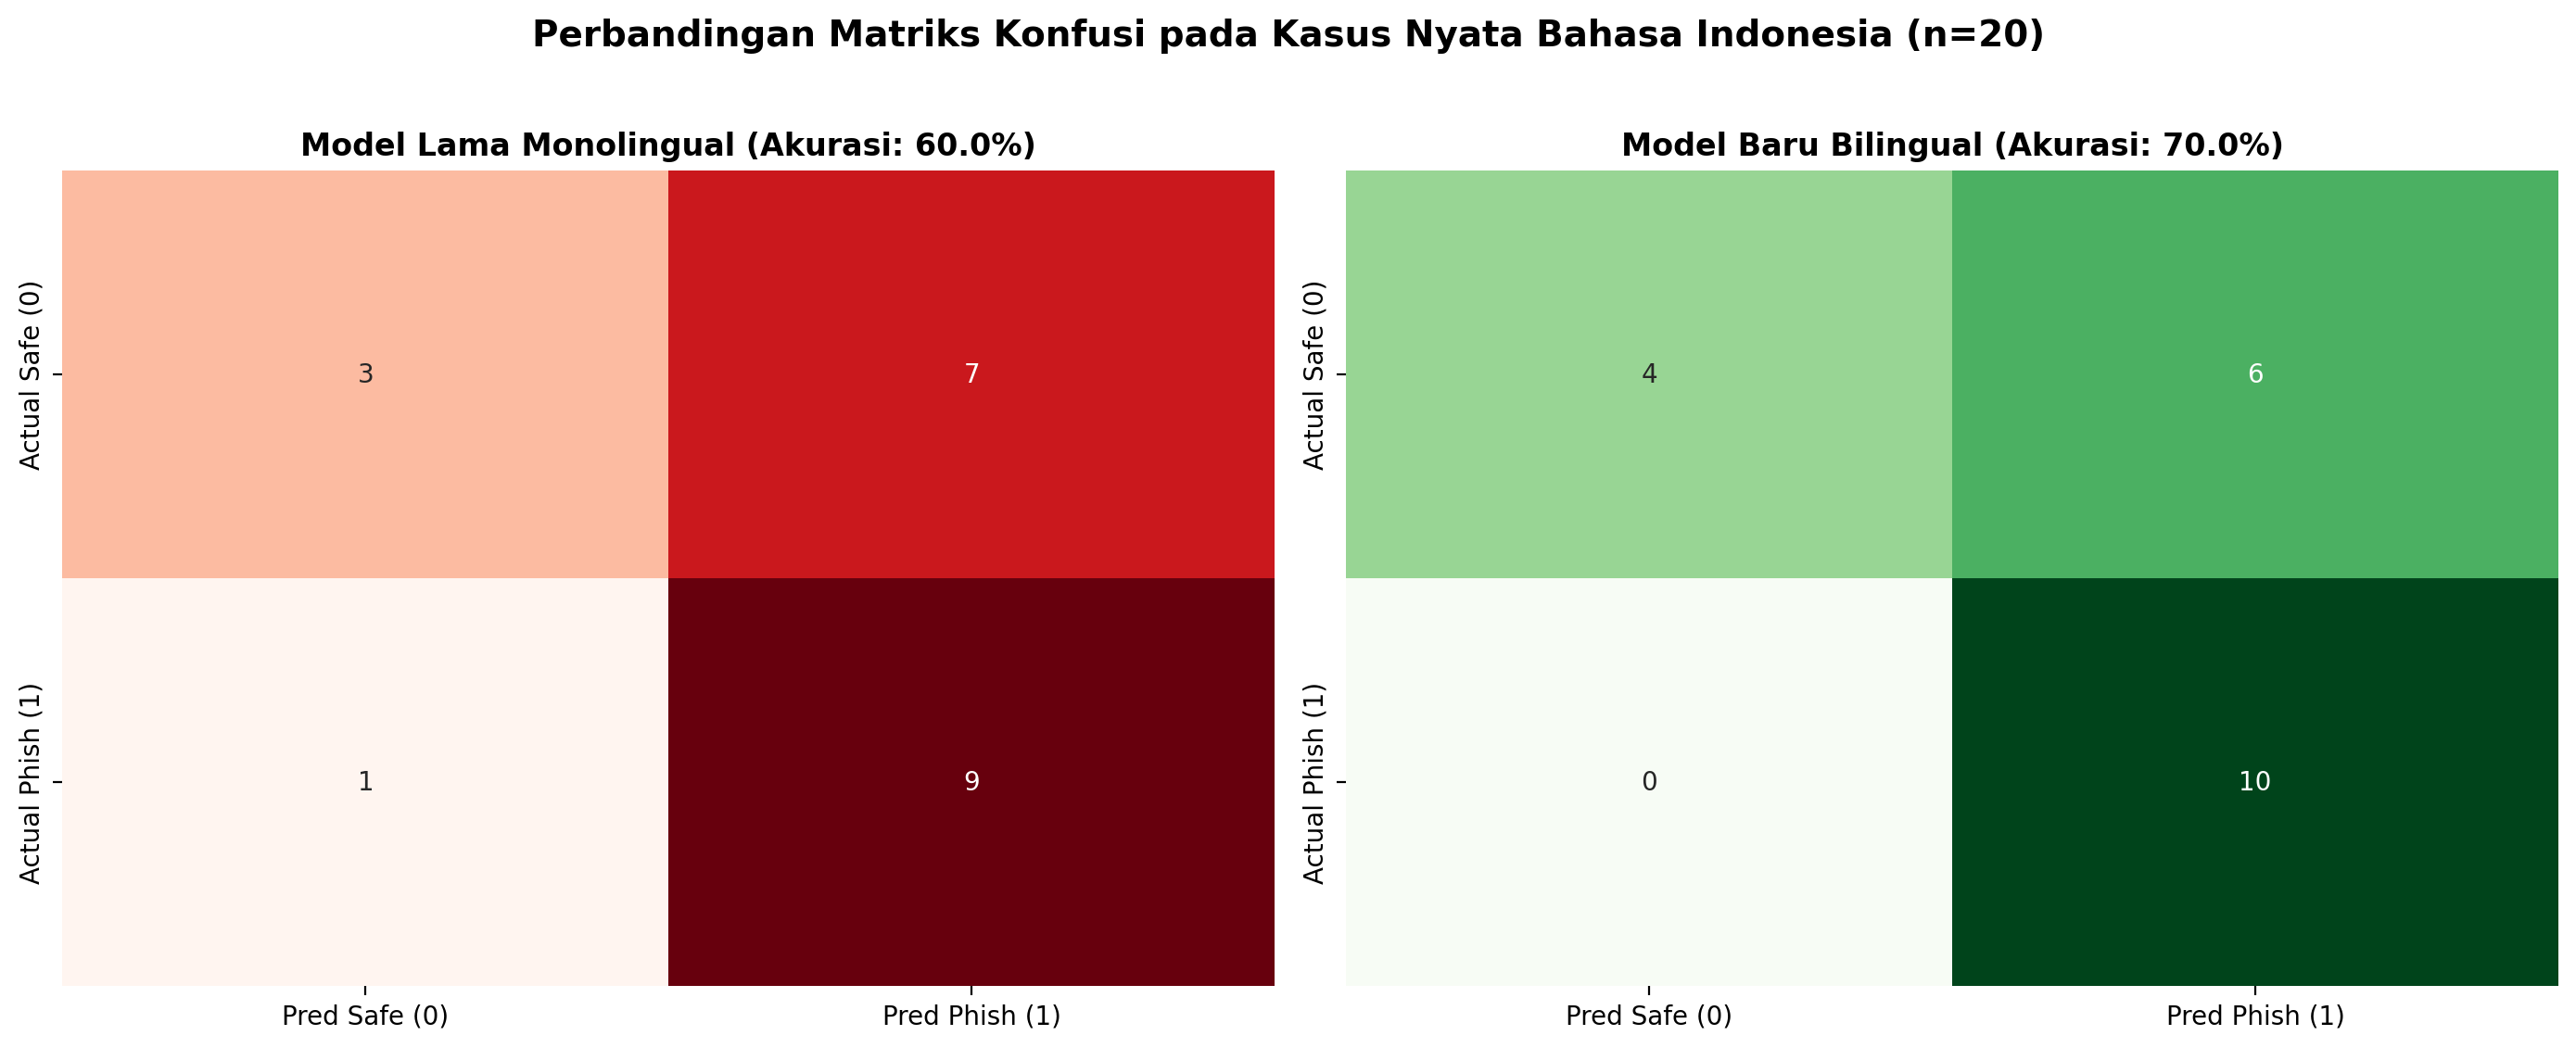 Perbandingan Matriks Konfusi pada Kasus Nyata Bahasa Indonesia (n=20)
Model Lama Monolingual (Akurasi: 60.0%)
Actual Safe (0)
3
7
Actual Phish (1)
1
9
Pred Safe (0)
Pred Phish (1)
Model Baru Bilingual (Akurasi: 70.0%)
Actual Safe (0)
4
6
Actual Phish (1)
0
10
Pred Safe (0)
Pred Phish (1)